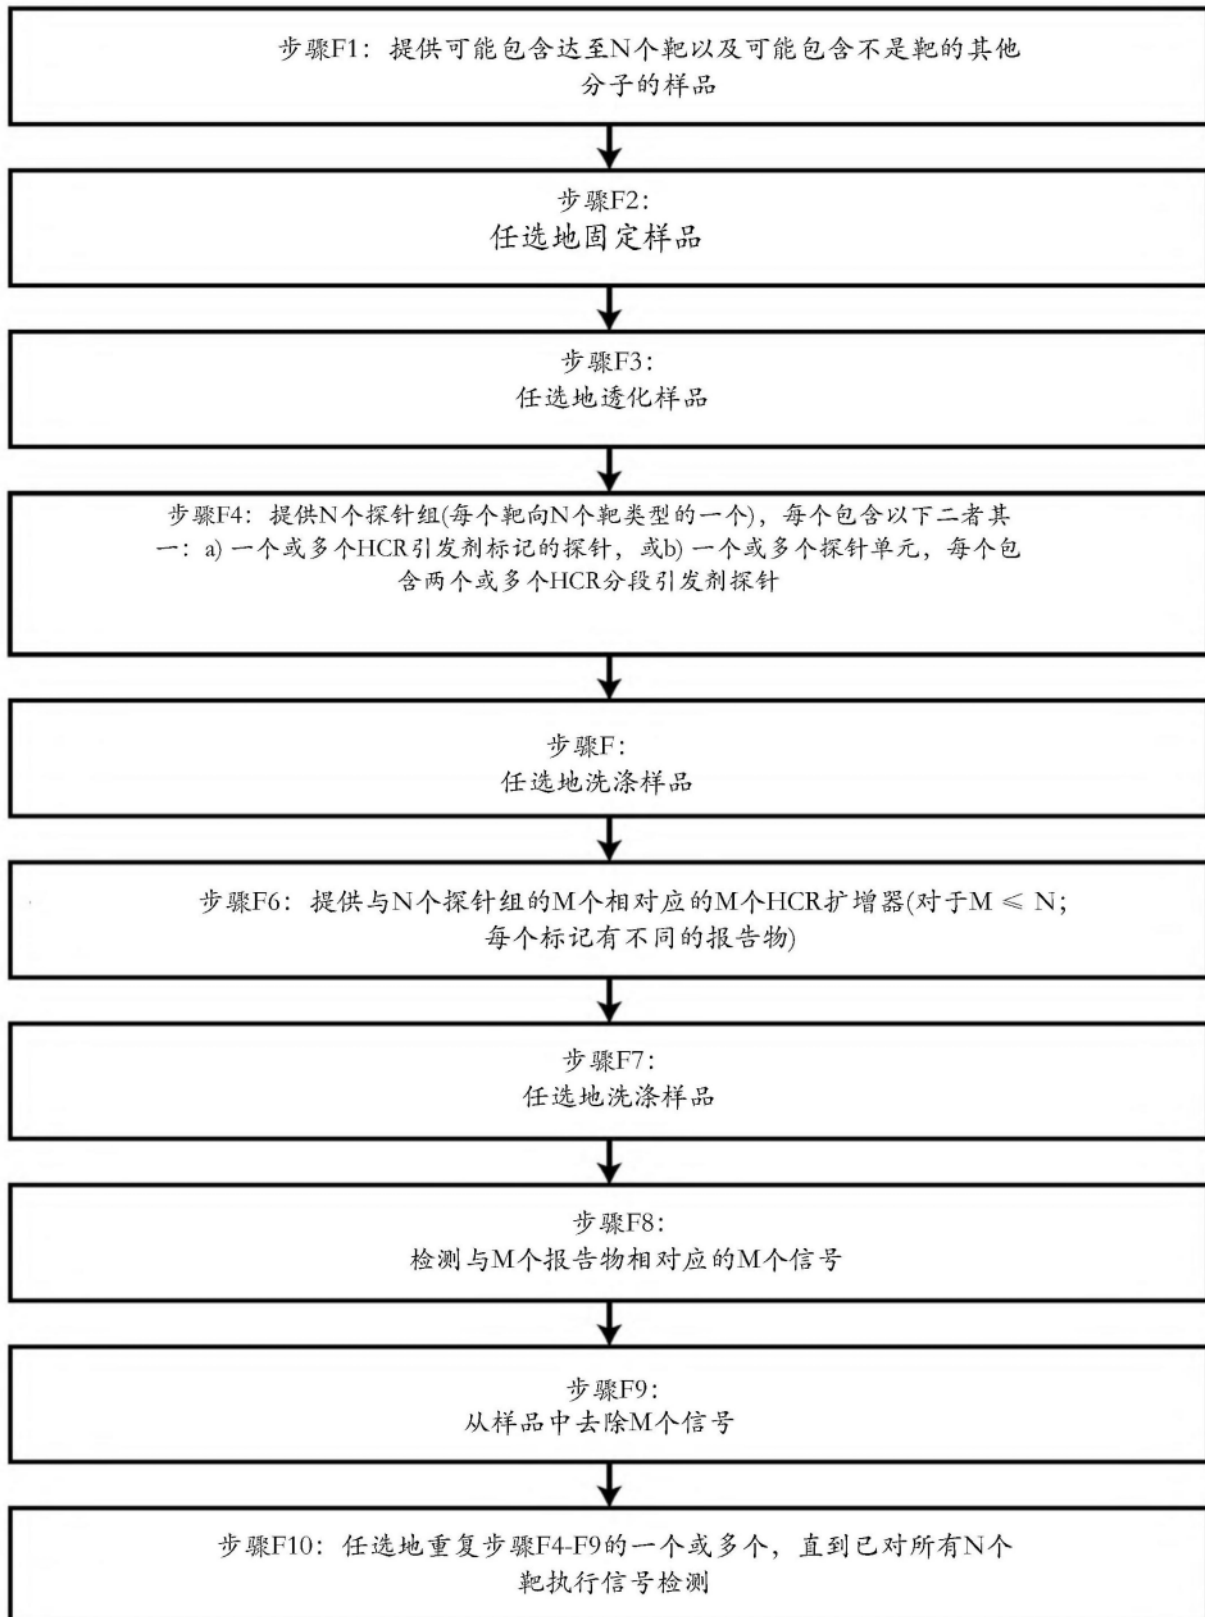 步骤F1：提供可能包含达至N个靶以及可能包含不是靶的其他
分子的样品
步骤F2：
任选地固定样品
步骤F3：
任选地透化样品
步骤F4：提供N个探针组(每个靶向N个靶类型的一个)，每个包含以下二者其
一：a) 一个或多个HCR引发剂标记的探针，或b) 一个或多个探针单元，每个包
含两个或多个HCR分段引发剂探针
步骤F：
任选地洗涤样品
步骤F6：提供与N个探针组的M个相对应的M个HCR扩增器(对于M ≤ N；
每个标记有不同的报告物)
步骤F7：
任选地洗涤样品
步骤F8：
检测与M个报告物相对应的M个信号
步骤F9：
从样品中去除M个信号
步骤F10：任选地重复步骤F4-F9的一个或多个，直到已对所有N个
靶执行信号检测